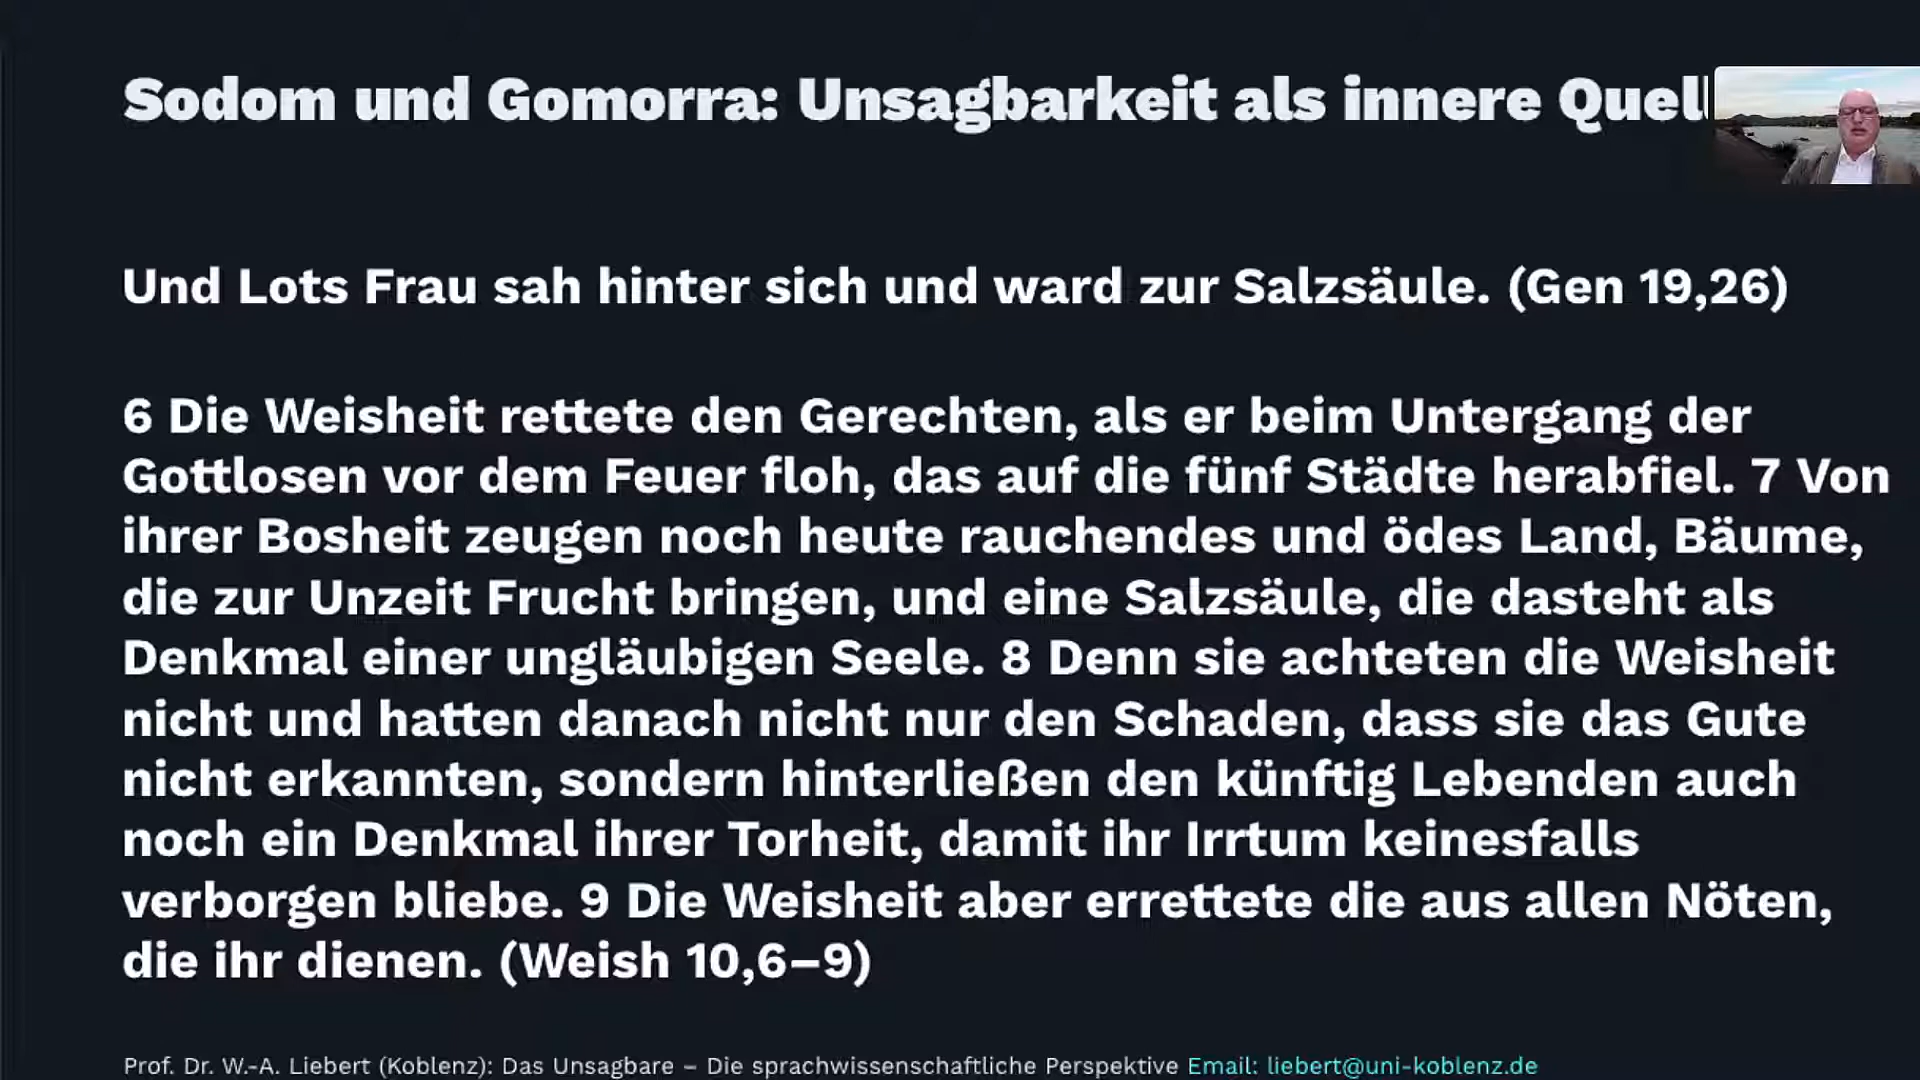 Sodom und Gomorra: Unsagbarkeit als innere Quell
Und Lots Frau sah hinter sich und ward zur Salzsäule. (Gen 19,26)
6 Die Weisheit rettete den Gerechten, als er beim Untergang der
Gottlosen vor dem Feuer floh, das auf die fünf Städte herabfiel. 7 Von
ihrer Bosheit zeugen noch heute rauchendes und ödes Land, Bäume,
die zur Unzeit Frucht bringen, und eine Salzsäule, die dasteht als
Denkmal einer ungläubigen Seele. 8 Denn sie achteten die Weisheit
nicht und hatten danach nicht nur den Schaden, dass sie das Gute
nicht erkannten, sondern hinterließen den künftig Lebenden auch
noch ein Denkmal ihrer Torheit, damit ihr Irrtum keinesfalls
verborgen bliebe. 9 Die Weisheit aber errettete die aus allen Nöten,
die ihr dienen. (Weish 10,6–9)
Prof. Dr. W.-A. Liebert (Koblenz): Das Unsagbare – Die sprachwissenschaftliche Perspektive Email: liebert@uni-koblenz.de